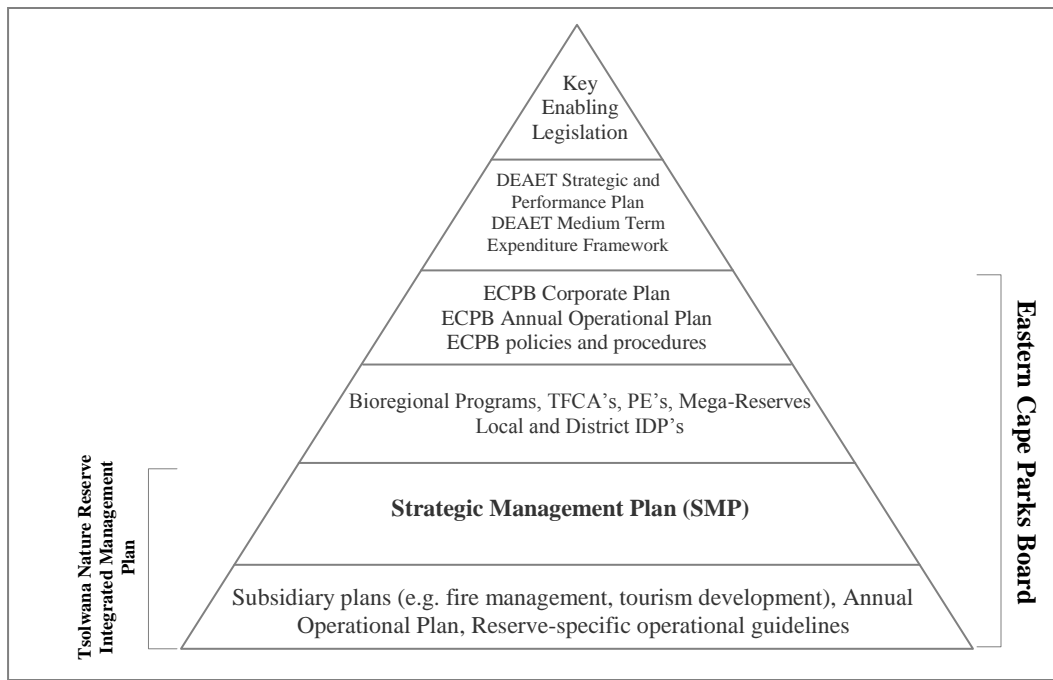 Key
Enabling
Legislation
DEAET Strategic and
Performance Plan
DEAET Medium Term
Expenditure Framework
ECPB Corporate Plan
ECPB Annual Operational Plan
ECPB policies and procedures
Bioregional Programs, TFCA’s, PE’s, Mega-Reserves
Local and District IDP’s
Strategic Management Plan (SMP)
Subsidiary plans (e.g. fire management, tourism development), Annual
Operational Plan, Reserve-specific operational guidelines
Tsolwana Nature Reserve
Integrated Management
Plan
Eastern Cape Parks Board